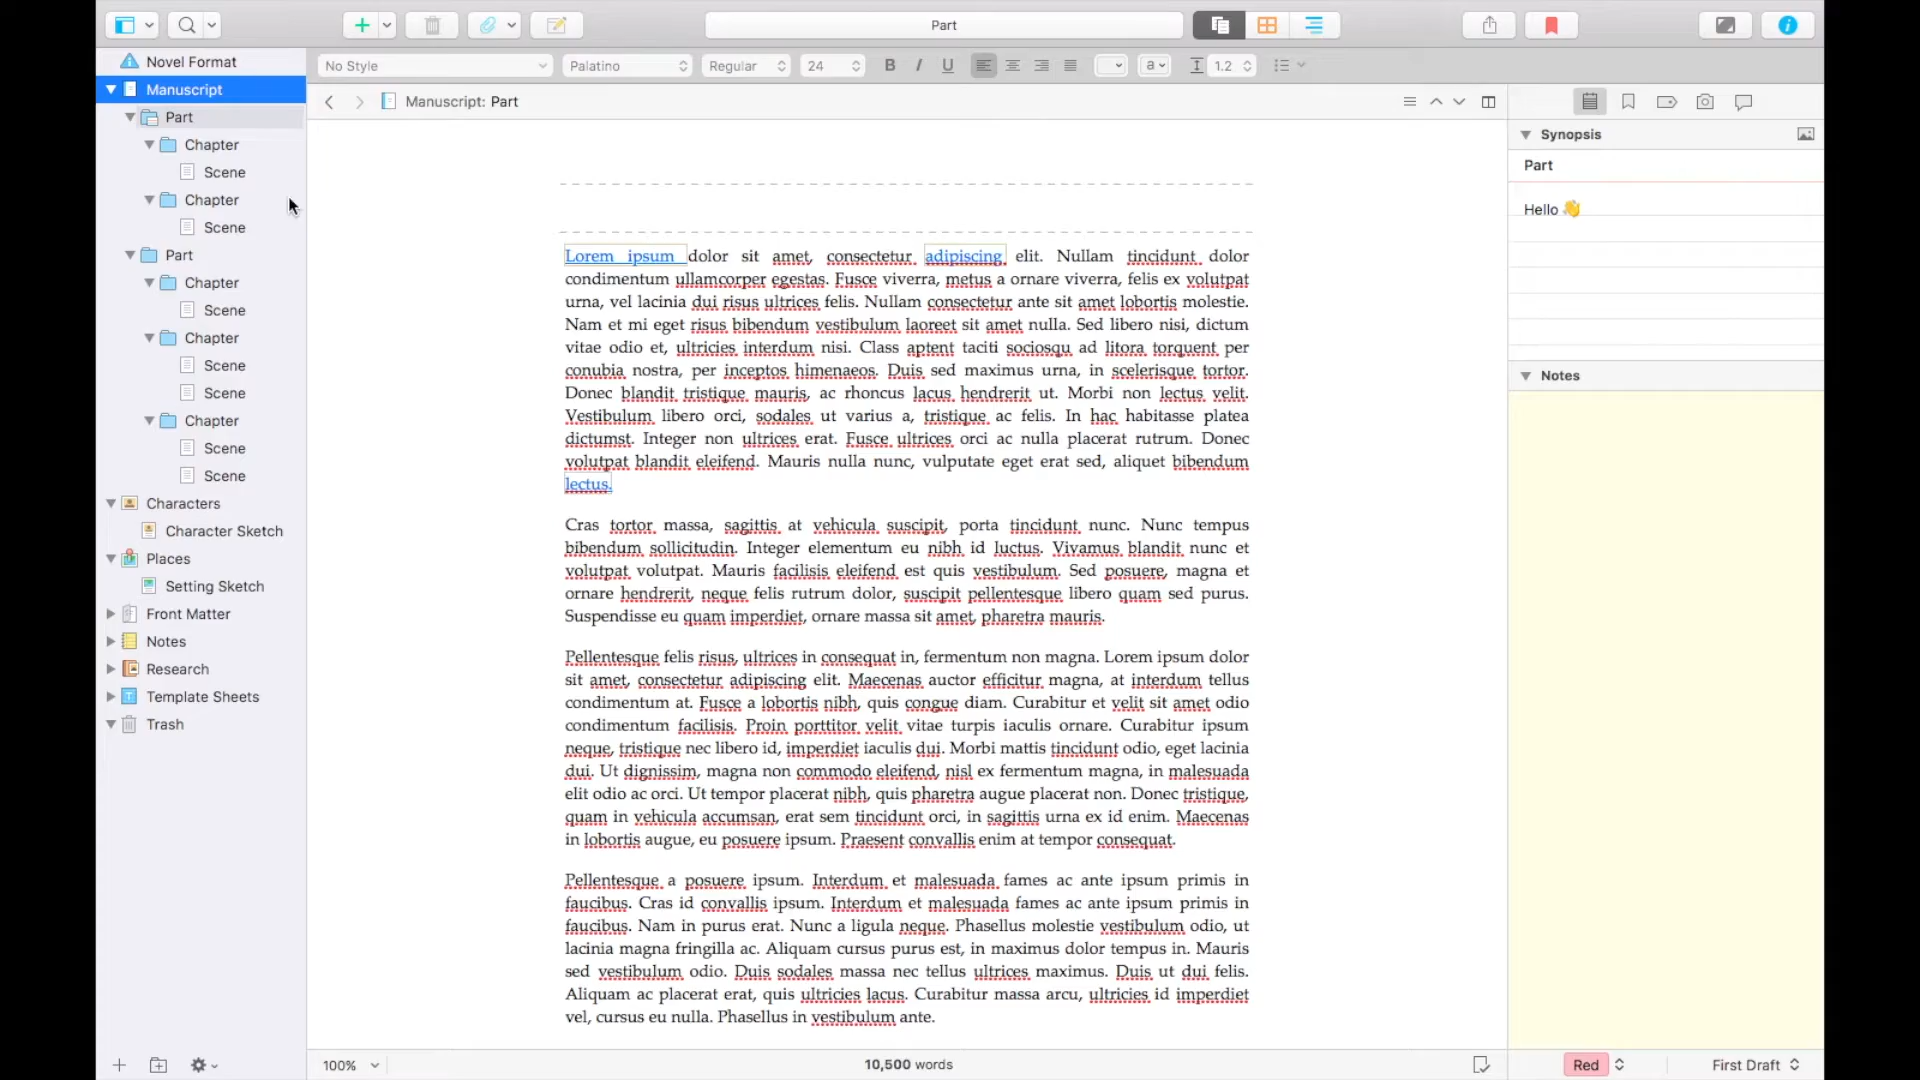 Part
Novel Format
Manuscript
Part
Chapter
Scene
Chapter
Scene
Part
Chapter
Scene
Chapter
Scene
Scene
Chapter
Scene
Scene
Characters
Character Sketch
Places
Setting Sketch
Front Matter
Notes
Research
Template Sheets
Trash
No Style Palatino Regular 24 B I U a 1.2
Manuscript: Part
Lorem ipsum dolor sit amet, consectetur adipiscing elit. Nullam tincidunt dolor
condimentum ullamcorper egestas. Fusce viverra, metus a ornare viverra, felis ex volutpat
urna, vel lacinia dui risus ultrices felis. Nullam consectetur ante sit amet lobortis molestie.
Nam et mi eget risus bibendum vestibulum laoreet sit amet nulla. Sed libero nisi, dictum
vitae odio et, ultricies interdum nisi. Class aptent taciti sociosqu ad litora torquent per
conubia nostra, per inceptos himenaeos. Duis sed maximus urna, in scelerisque tortor.
Donec blandit tristique mauris, ac rhoncus lacus hendrerit ut. Morbi non lectus velit.
Vestibulum libero orci, sodales ut varius a, tristique ac felis. In hac habitasse platea
dictumst. Integer non ultrices erat. Fusce ultrices orci ac nulla placerat rutrum. Donec
volutpat blandit eleifend. Mauris nulla nunc, vulputate eget erat sed, aliquet bibendum
lectus.
Cras tortor massa, sagittis at vehicula suscipit, porta tincidunt nunc. Nunc tempus
bibendum sollicitudin. Integer elementum eu nibh id luctus. Vivamus blandit nunc et
volutpat volutpat. Mauris facilisis eleifend est quis vestibulum. Sed posuere, magna et
ornare hendrerit, neque felis rutrum dolor, suscipit pellentesque libero quam sed purus.
Suspendisse eu quam imperdiet, ornare massa sit amet, pharetra mauris.
Pellentesque felis risus, ultrices in consequat in, fermentum non magna. Lorem ipsum dolor
sit amet, consectetur adipiscing elit. Maecenas auctor efficitur magna, at interdum tellus
condimentum at. Fusce a lobortis nibh, quis congue diam. Curabitur et velit sit amet odio
condimentum facilisis. Proin porttitor velit vitae turpis iaculis ornare. Curabitur ipsum
neque, tristique nec libero id, imperdiet iaculis dui. Morbi mattis tincidunt odio, eget lacinia
dui. Ut dignissim, magna non commodo eleifend, nisl ex fermentum magna, in malesuada
elit odio ac orci. Ut tempor placerat nibh, quis pharetra augue placerat non. Donec tristique,
quam in vehicula accumsan, erat sem tincidunt orci, in sagittis urna ex id enim. Maecenas
in lobortis augue, eu posuere ipsum. Praesent convallis enim at tempor consequat.
Pellentesque a posuere ipsum. Interdum et malesuada fames ac ante ipsum primis in
faucibus. Cras id convallis ipsum. Interdum et malesuada fames ac ante ipsum primis in
faucibus. Nam in purus erat. Nunc a ligula neque. Phasellus molestie vestibulum odio, ut
lacinia magna fringilla ac. Aliquam cursus purus est, in maximus dolor tempus in. Mauris
sed vestibulum odio. Duis sodales massa nec tellus ultrices maximus. Duis ut dui felis.
Aliquam ac placerat erat, quis ultricies lacus. Curabitur massa arcu, ultricies id imperdiet
vel, cursus eu nulla. Phasellus in vestibulum ante.
Synopsis
Part
Hello 👋
Notes
100% 10,500 words Red First Draft